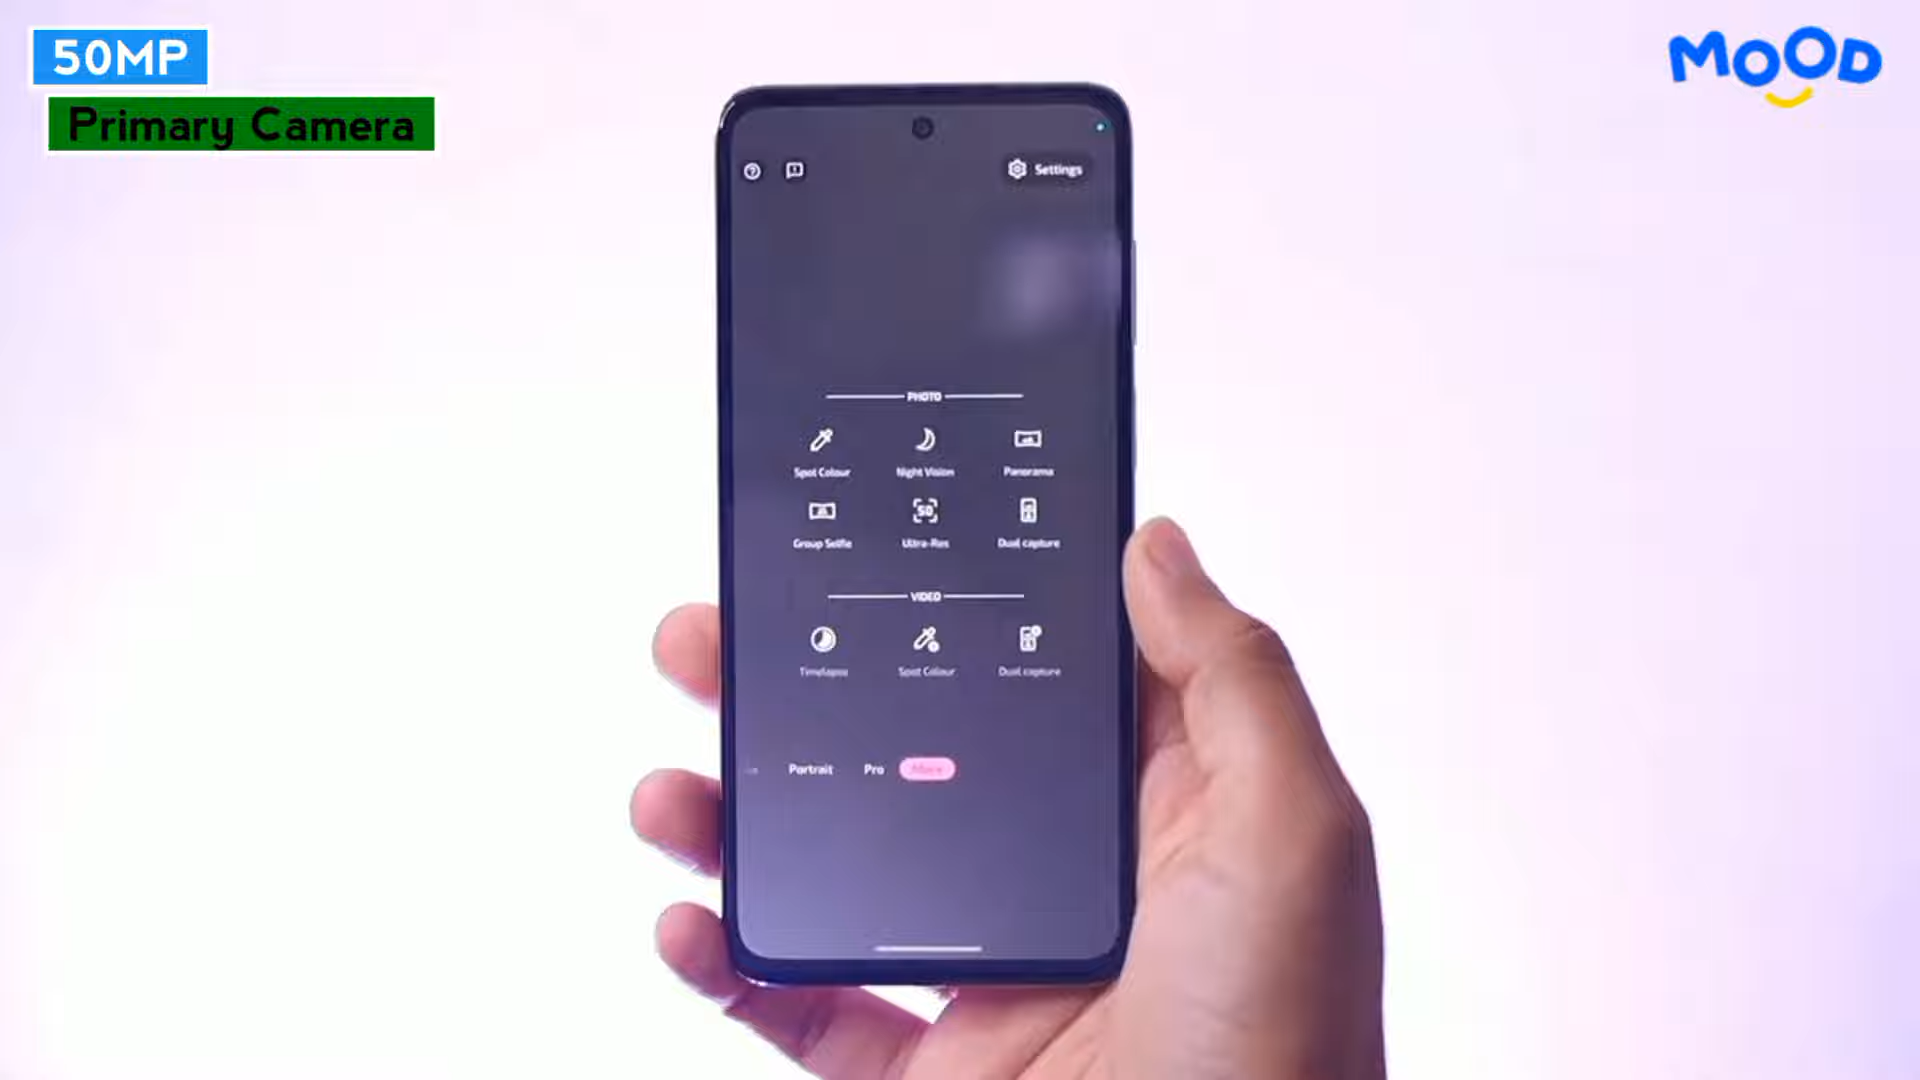 50MP
Primary Camera
MOOD
Settings
PHOTO
Spot Colour Night Vision Panorama
50
Group Selfie Ultra-Res Dual capture
VIDEO
Timelapse Spot Colour Dual capture
Portrait Pro More